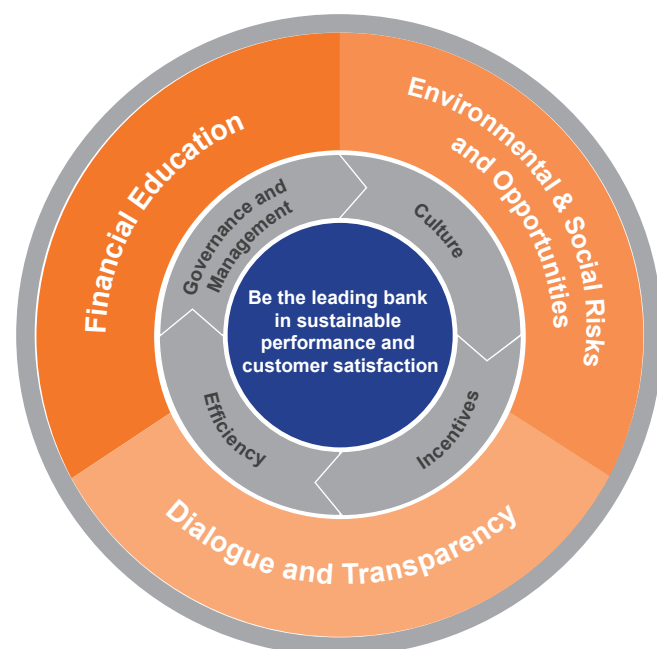 Financial Education
Environmental & Social Risks
and Opportunities
Governance and
Management
Culture
Be the leading bank
in sustainable
performance and
customer satisfaction
Efficiency
Incentives
Dialogue and Transparency